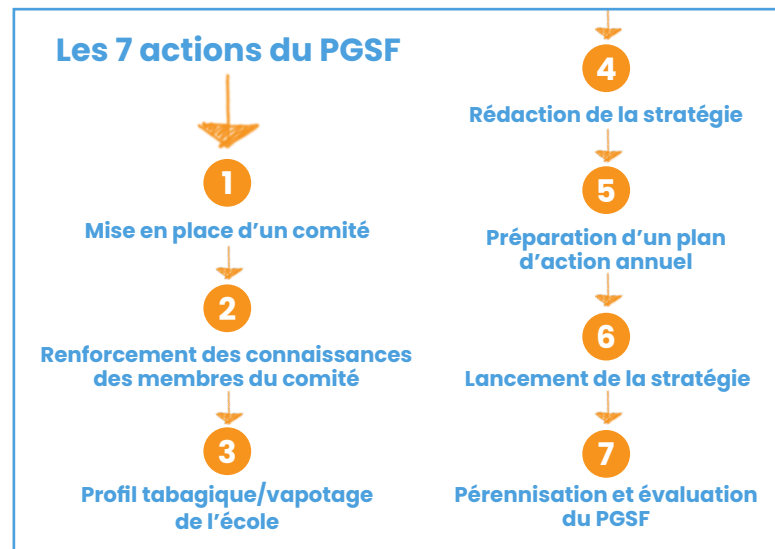 Les 7 actions du PGSF
1
Mise en place d’un comité
2
Renforcement des connaissances
des membres du comité
3
Profil tabagique/vapotage
de l’école
4
Rédaction de la stratégie
5
Préparation d’un plan
d’action annuel
6
Lancement de la stratégie
7
Pérennisation et évaluation
du PGSF